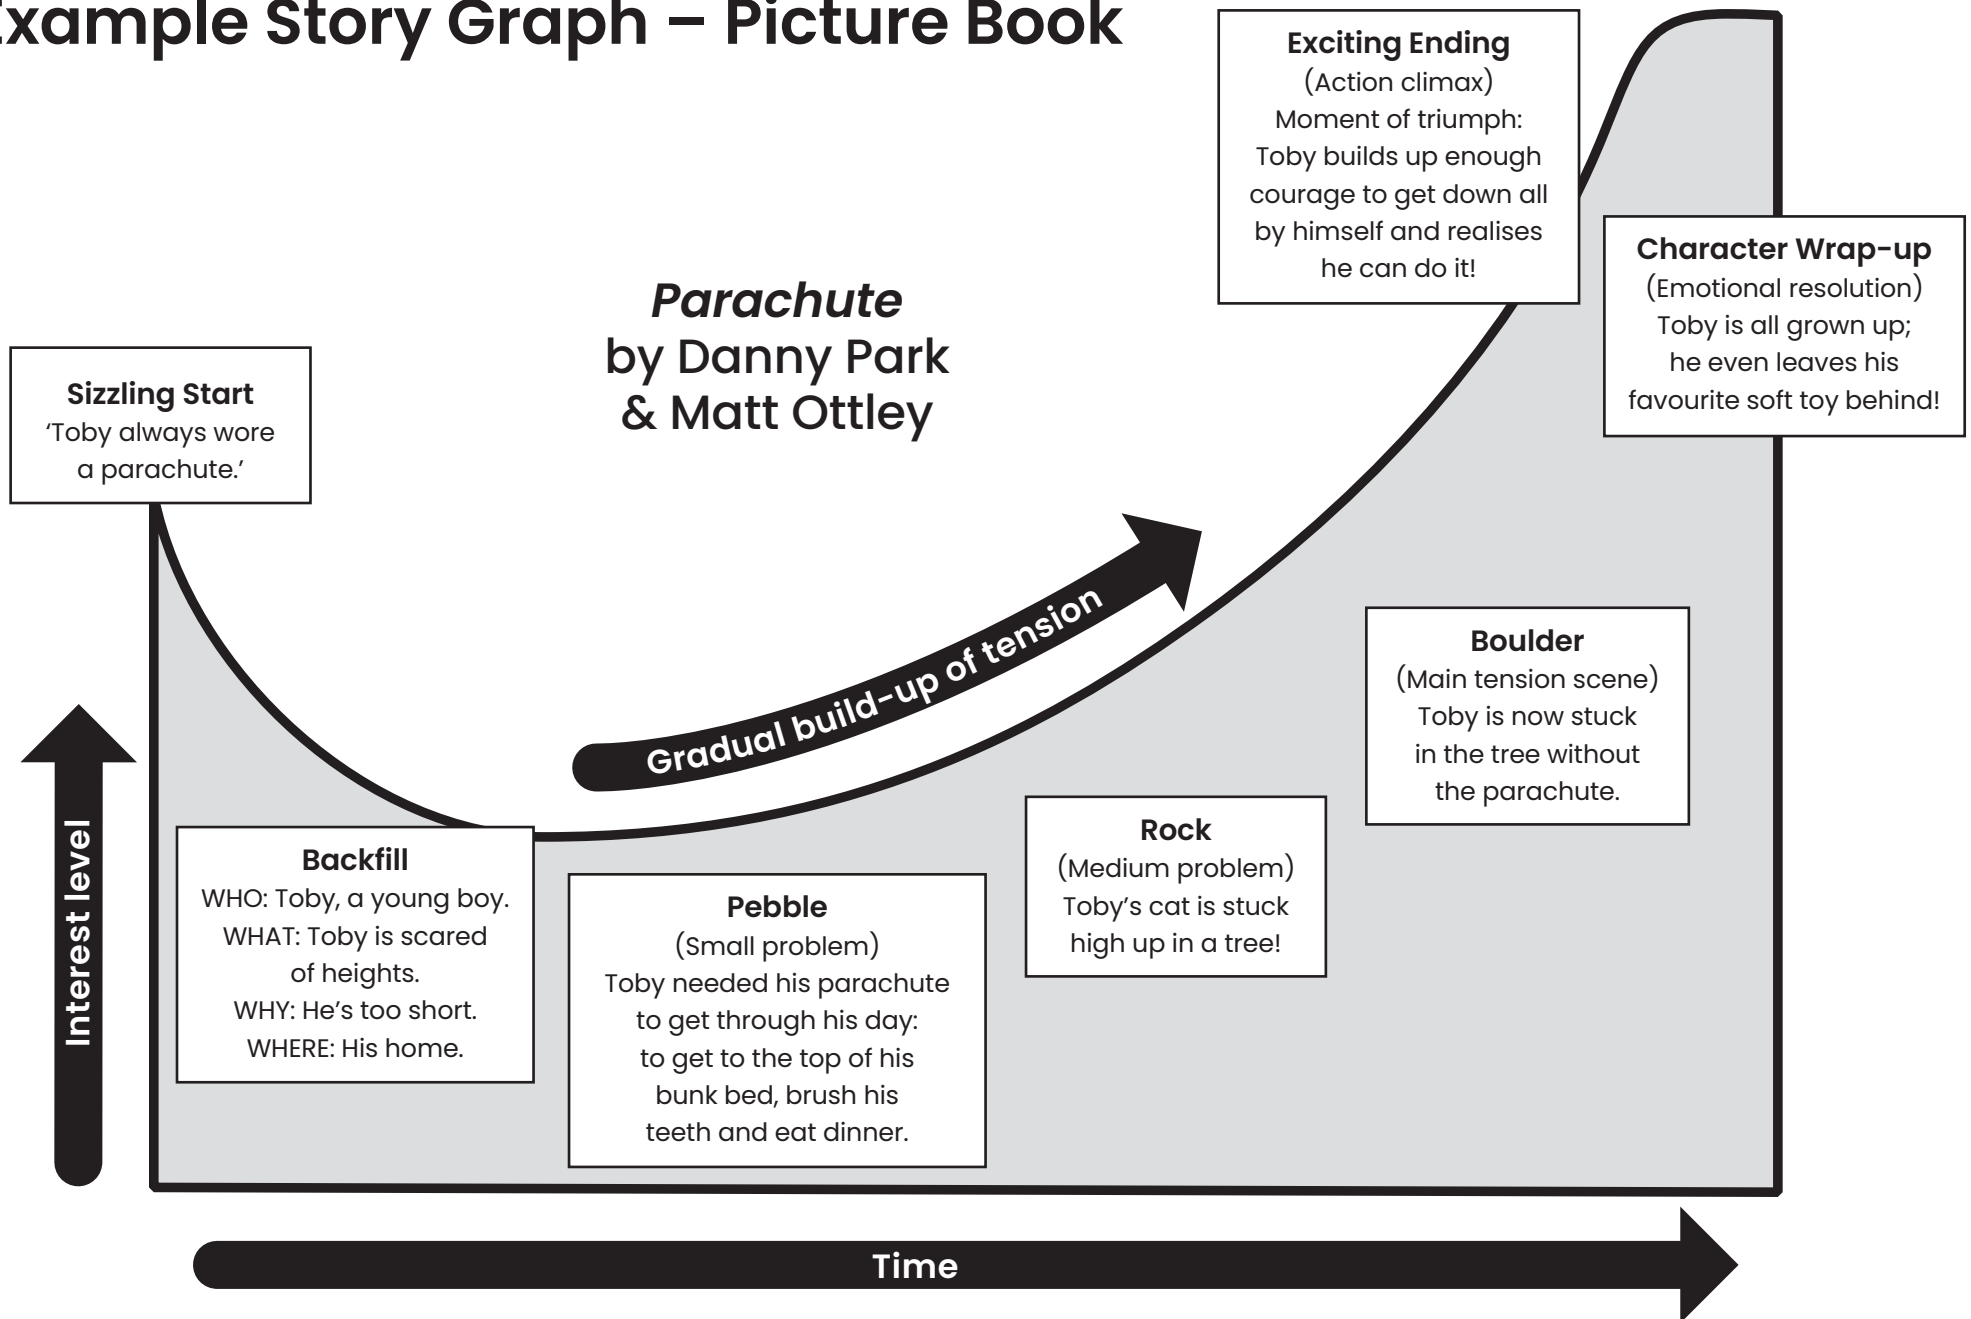 Example Story Graph – Picture Book
Parachute
by Danny Park
& Matt Ottley
Sizzling Start
‘Toby always wore
a parachute.’
Backfill
WHO: Toby, a young boy.
WHAT: Toby is scared
of heights.
WHY: He’s too short.
WHERE: His home.
Pebble
(Small problem)
Toby needed his parachute
to get through his day:
to get to the top of his
bunk bed, brush his
teeth and eat dinner.
Rock
(Medium problem)
Toby’s cat is stuck
high up in a tree!
Boulder
(Main tension scene)
Toby is now stuck
in the tree without
the parachute.
Exciting Ending
(Action climax)
Moment of triumph:
Toby builds up enough
courage to get down all
by himself and realises
he can do it!
Character Wrap-up
(Emotional resolution)
Toby is all grown up;
he even leaves his
favourite soft toy behind!
Gradual build-up of tension
Interest level
Time